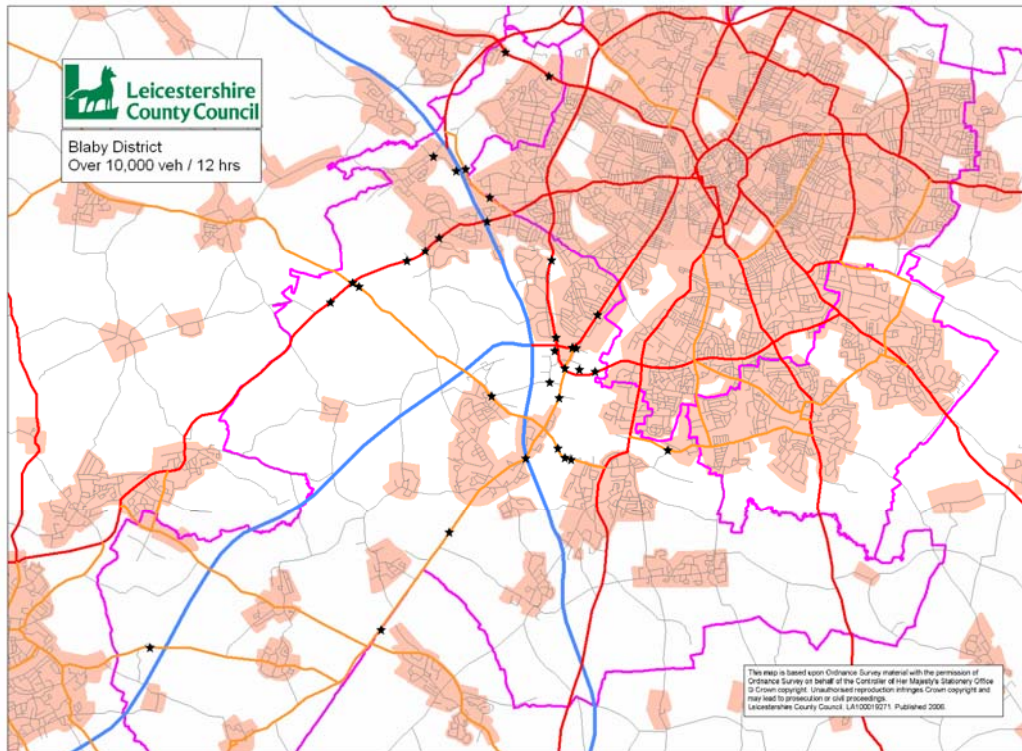 Leicestershire
County Council
Blaby District
Over 10,000 veh / 12 hrs
This map is based upon Ordnance Survey material with the permission of
Ordnance Survey on behalf of the Controller of Her Majesty's Stationery Office
© Crown copyright. Unauthorised reproduction infringes Crown copyright and
may lead to prosecution or civil proceedings.
Leicestershire County Council. LA100019271. Published 2006.